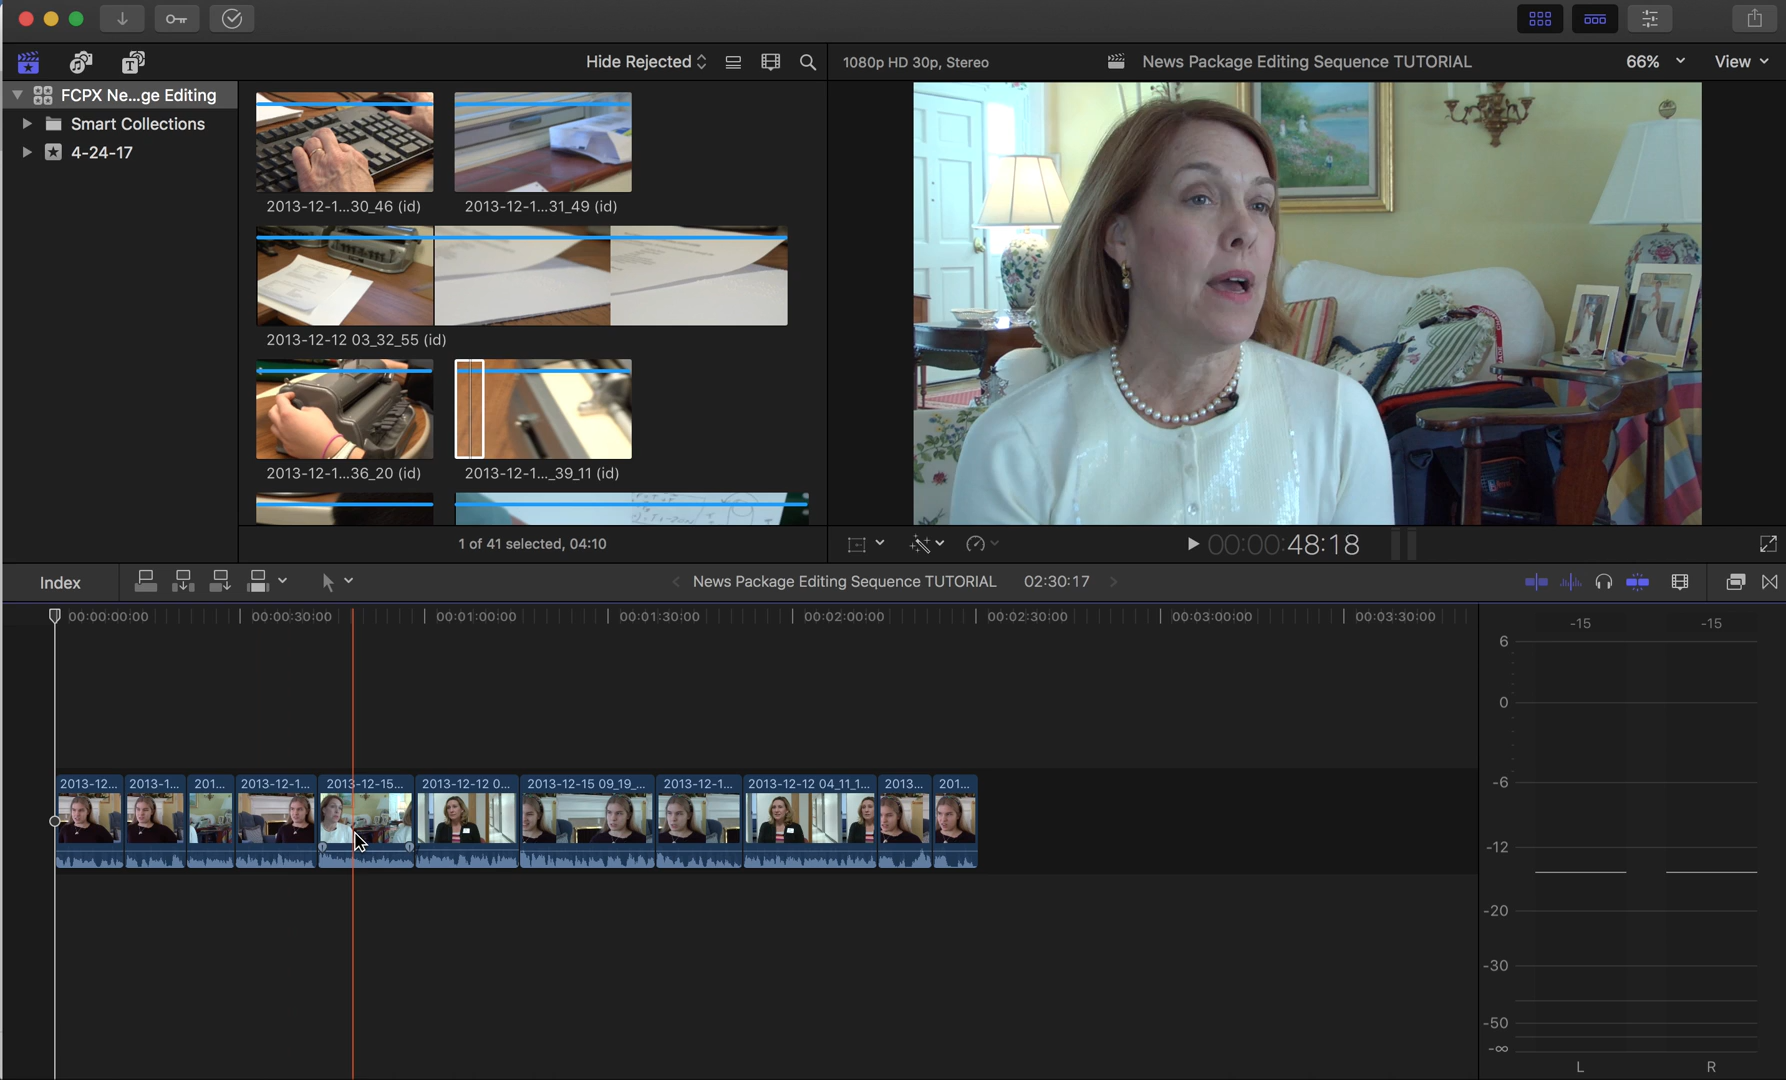 Hide Rejected
1080p HD 30p, Stereo
News Package Editing Sequence TUTORIAL
66%
View
FCPX Ne...ge Editing
Smart Collections
4-24-17
2013-12-1...30_46 (id)
2013-12-1...31_49 (id)
2013-12-12 03_32_55 (id)
2013-12-1...36_20 (id)
2013-12-1..._39_11 (id)
1 of 41 selected, 04:10
00:00:00:48:18
Index
News Package Editing Sequence TUTORIAL
02:30:17
00:00:00:00
00:00:30:00
00:01:00:00
00:01:30:00
00:02:00:00
00:02:30:00
00:03:00:00
00:03:30:00
-15
-15
6
0
-6
-12
-20
-30
-50
-∞
L
R
2013-12...
2013-1...
201...
2013-12-1...
2013-12-15...
2013-12-12 0...
2013-12-15 09_19_...
2013-12-1...
2013-12-12 04_11_1...
2013...
201...